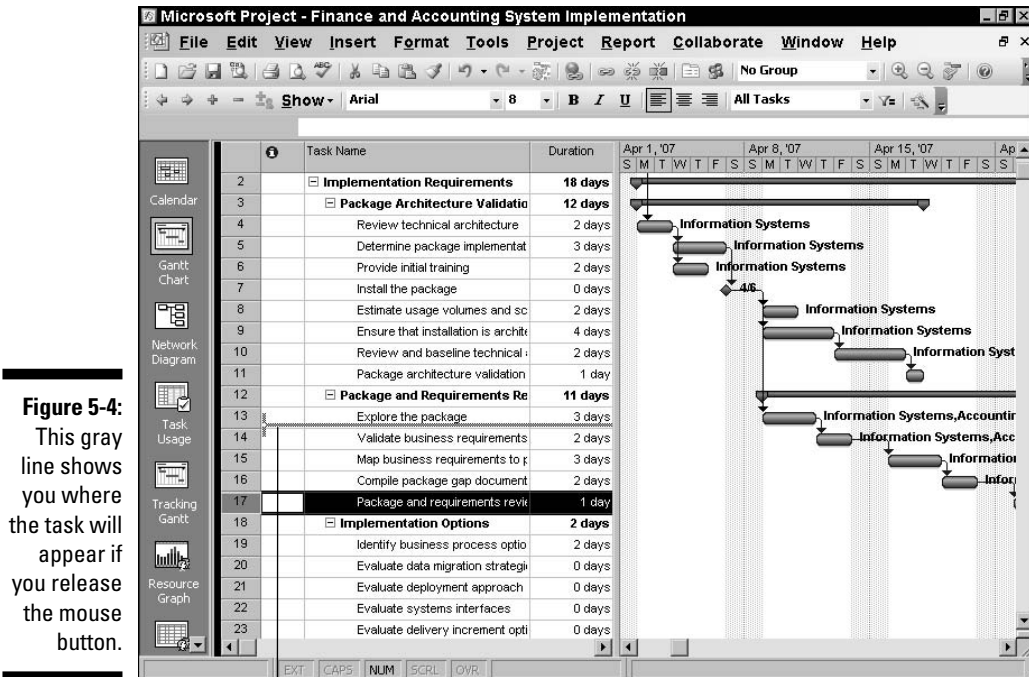 Microsoft Project - Finance and Accounting System Implementation
File Edit View Insert Format Tools Project Report Collaborate Window Help
ABC No Group
Show Arial 8 B I U All Tasks
Task Name Duration Apr 1, '07 Apr 8, '07 Apr 15, '07 Ap
S M T W T F S S M T W T F S S M T W T F S S
2 Implementation Requirements 18 days
3 Package Architecture Validatio 12 days
4 Review technical architecture 2 days Information Systems
5 Determine package implementat 3 days Information Systems
6 Provide initial training 2 days Information Systems
7 Install the package 0 days 4/6
8 Estimate usage volumes and sc 2 days Information Systems
9 Ensure that installation is archite 4 days Information Systems
10 Review and baseline technical 2 days Information Syst
11 Package architecture validation 1 day
12 Package and Requirements Re 11 days
13 Explore the package 3 days Information Systems,Accountin
14 Validate business requirements 2 days Information Systems,Acc
15 Map business requirements to p 3 days Information
16 Compile package gap document 2 days Infor
17 Package and requirements revie 1 day
18 Implementation Options 2 days
19 Identify business process optio 2 days
20 Evaluate data migration strategi 0 days
21 Evaluate deployment approach 0 days
22 Evaluate systems interfaces 0 days
23 Evaluate delivery increment opti 0 days
Calendar
Gantt
Chart
Network
Diagram
Task
Usage
Tracking
Gantt
Resource
Graph
EXT CAPS NUM SCRL OVR
Figure 5-4:
This gray
line shows
you where
the task will
appear if
you release
the mouse
button.